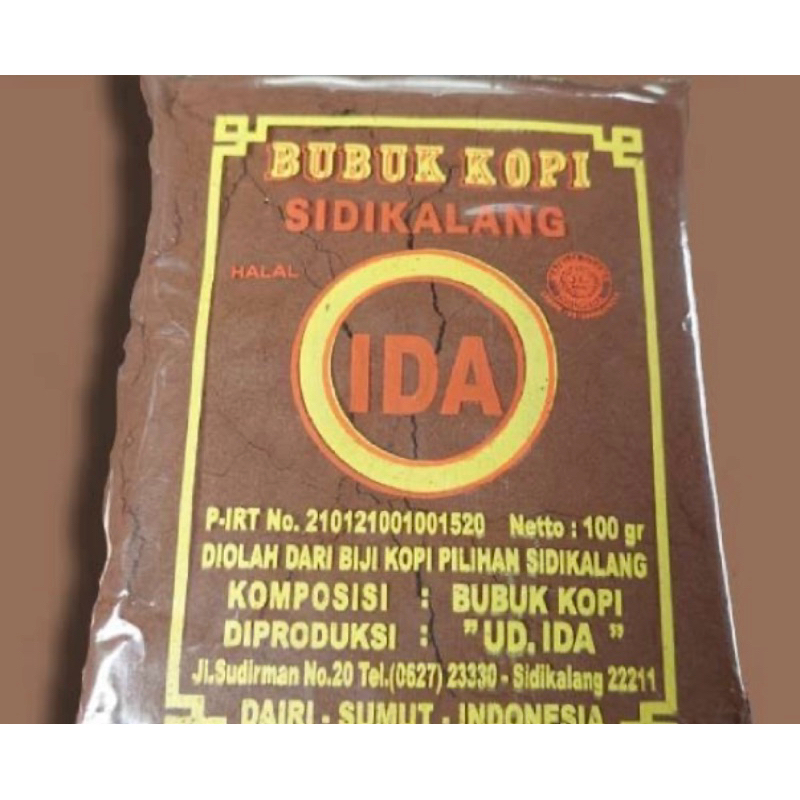 BUBUK KOPI
SIDIKALANG
HALAL
IDA
P-IRT No. 210121001001520 Netto : 100 gr
DIOLAH DARI BIJI KOPI PILIHAN SIDIKALANG
KOMPOSISI : BUBUK KOPI
DIPRODUKSI : " UD. IDA "
Jl.Sudirman No.20 Tel.(0627) 23330 - Sidikalang 22211
DAIRI - SUMUT - INDONESIA